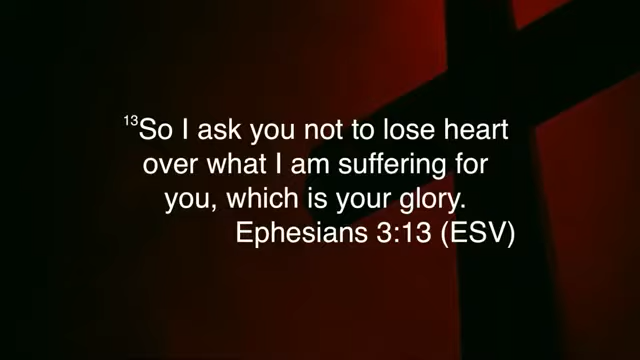 13So I ask you not to lose heart
over what I am suffering for
you, which is your glory.
Ephesians 3:13 (ESV)